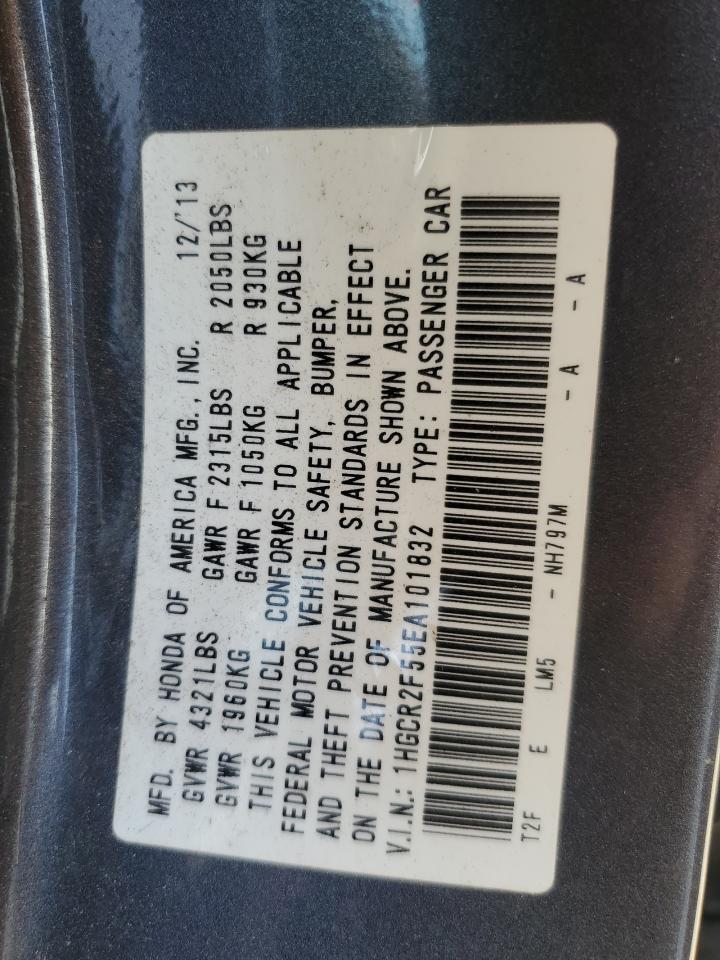 MFD. BY HONDA OF AMERICA MFG., INC. 12/'13
GVWR 4321LBS GAWR F 2315LBS R 2050LBS
GVWR 1960KG GAWR F 1050KG R 930KG
THIS VEHICLE CONFORMS TO ALL APPLICABLE
FEDERAL MOTOR VEHICLE SAFETY, BUMPER,
AND THEFT PREVENTION STANDARDS IN EFFECT
ON THE DATE OF MANUFACTURE SHOWN ABOVE.
V.I.N.: 1HGCR2F55EA101832 TYPE: PASSENGER CAR
T2F E LM5 - NH797M - A - A